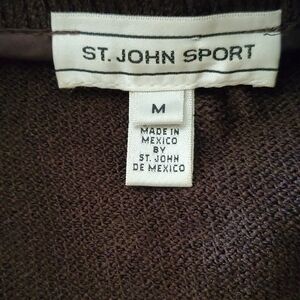 ST. JOHN SPORT
M
MADE IN
MEXICO
BY
ST. JOHN
DE MEXICO